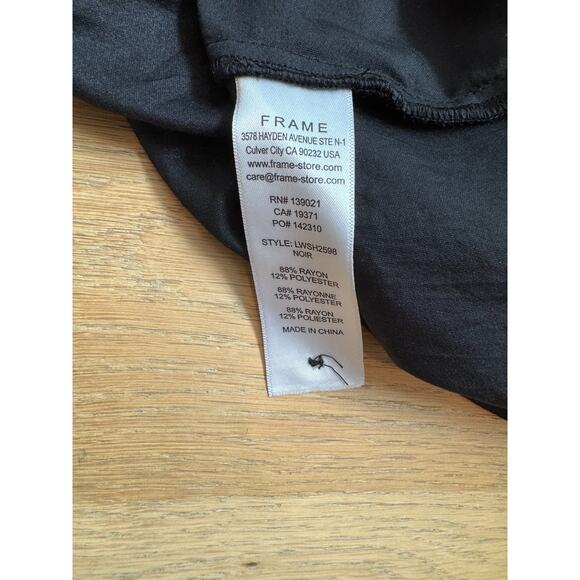 FRAME
3578 HAYDEN AVENUE STE N-1
Culver City CA 90232 USA
www.frame-store.com
care@frame-store.com
RN# 139021
CA# 19371
PO# 142310
STYLE: LWSH2598
NOIR
88% RAYON
12% POLYESTER
88% RAYONNE
12% POLYESTER
88% RAYON
12% POLIESTER
MADE IN CHINA